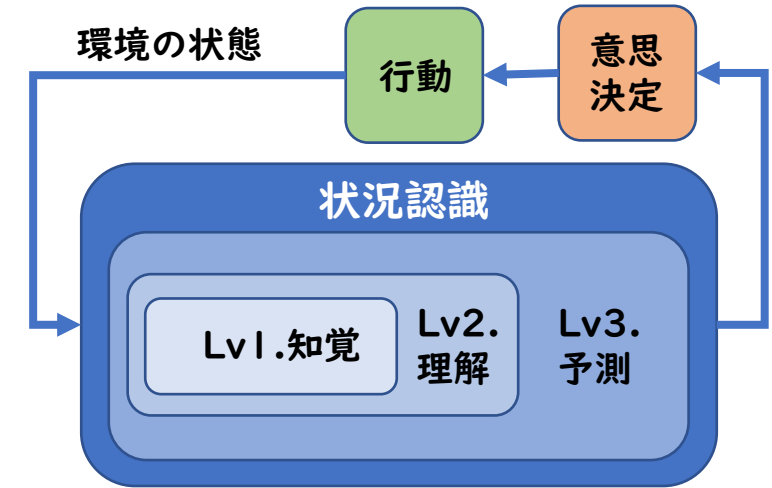 環境の状態
行動
意思
決定
状況認識
Lv1.知覚
Lv2.
理解
Lv3.
予測